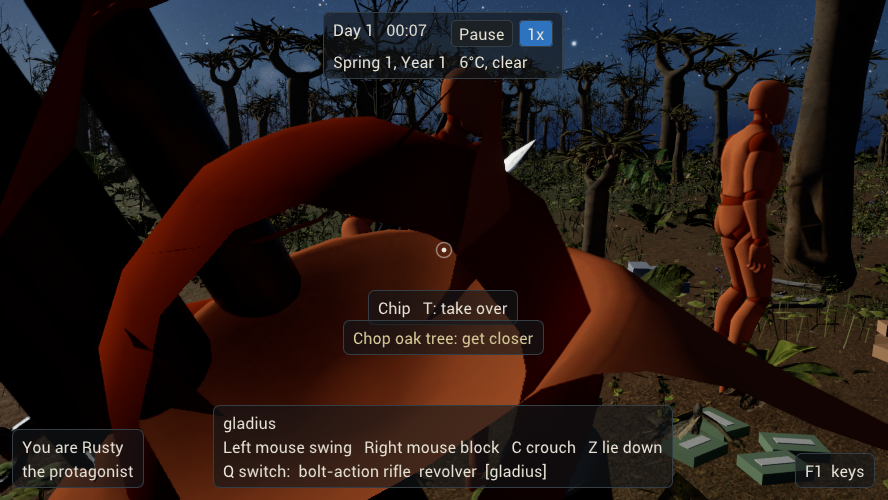 Day 1 00:07 Pause 1x
Spring 1, Year 1 6°C, clear
Chip T: take over
Chop oak tree: get closer
gladius
Left mouse swing Right mouse block C crouch Z lie down
Q switch: bolt-action rifle revolver [gladius]
You are Rusty
the protagonist
F1 keys